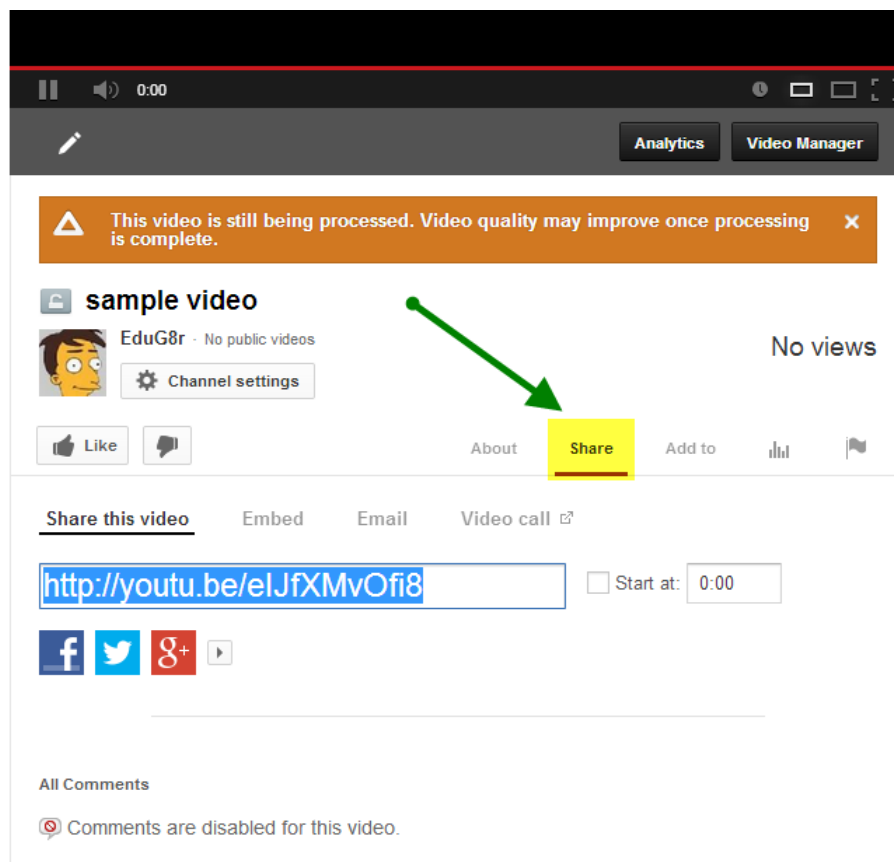 0:00
Analytics Video Manager
This video is still being processed. Video quality may improve once processing
is complete.
sample video
EduG8r · No public videos
No views
Channel settings
Like About Share Add to
Share this video Embed Email Video call
http://youtu.be/eIJfXMvOfi8
Start at: 0:00
f g+
All Comments
Comments are disabled for this video.